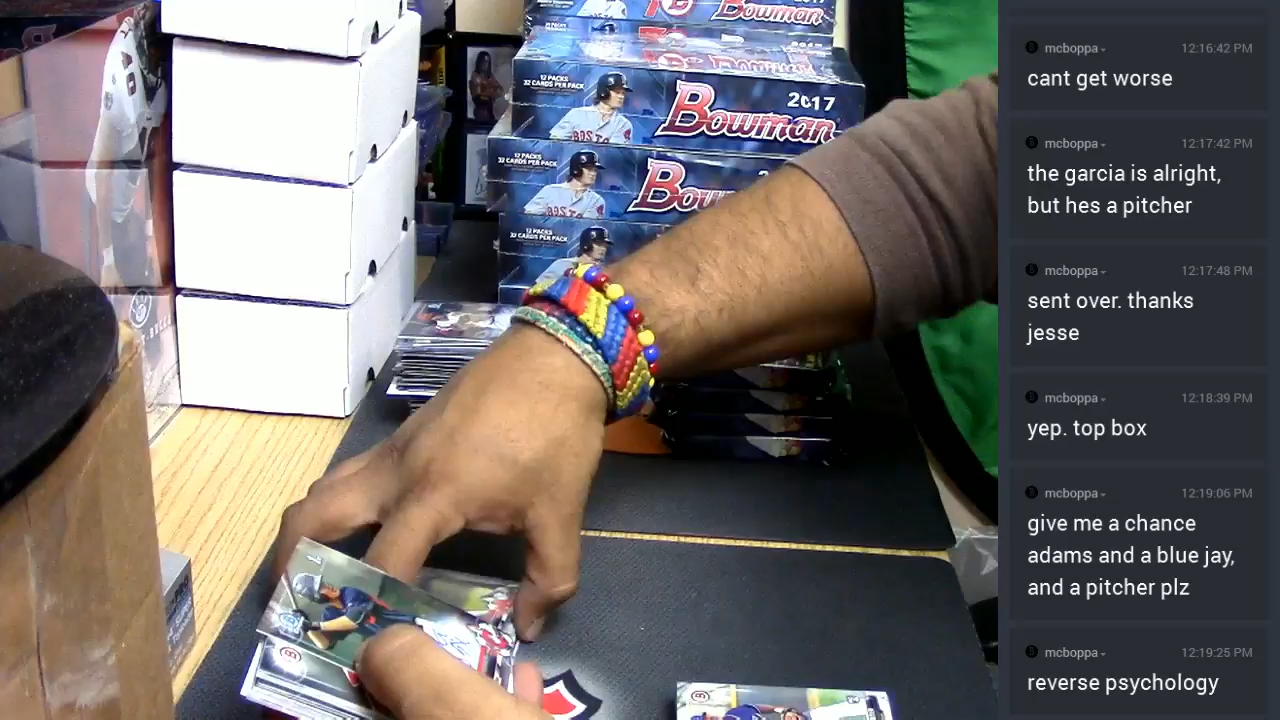 2017
Bowman
12 PACKS
32 CARDS PER PACK
2017
Bowman
BOSTON
12 PACKS
32 CARDS PER PACK
BOSTON
12 PACKS
32 CARDS PER PACK
mcboppa 12:16:42 PM
cant get worse
mcboppa 12:17:42 PM
the garcia is alright,
but hes a pitcher
mcboppa 12:17:48 PM
sent over. thanks
jesse
mcboppa 12:18:39 PM
yep. top box
mcboppa 12:19:06 PM
give me a chance
adams and a blue jay,
and a pitcher plz
mcboppa 12:19:25 PM
reverse psychology